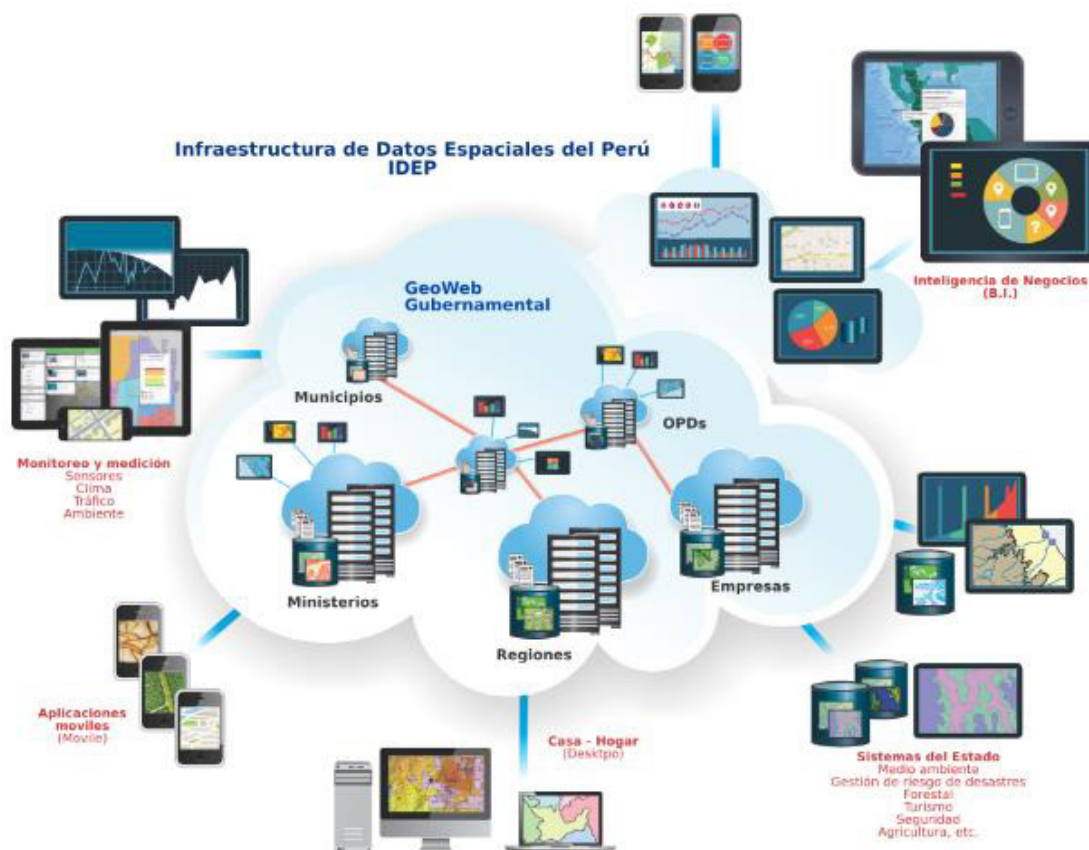 Infraestructura de Datos Espaciales del Perú
IDEP
GeoWeb
Gubernamental
Inteligencia de Negocios
(B.I.)
Municipios
OPDs
Monitoreo y medición
Sensores
Clima
Tráfico
Ambiente
Ministerios
Empresas
Regiones
Aplicaciones
moviles
(Movile)
Casa - Hogar
(Desktpo)
Sistemas del Estado
Medio ambiente
Gestión de riesgo de desastres
Forestal
Turismo
Seguridad
Agricultura, etc.